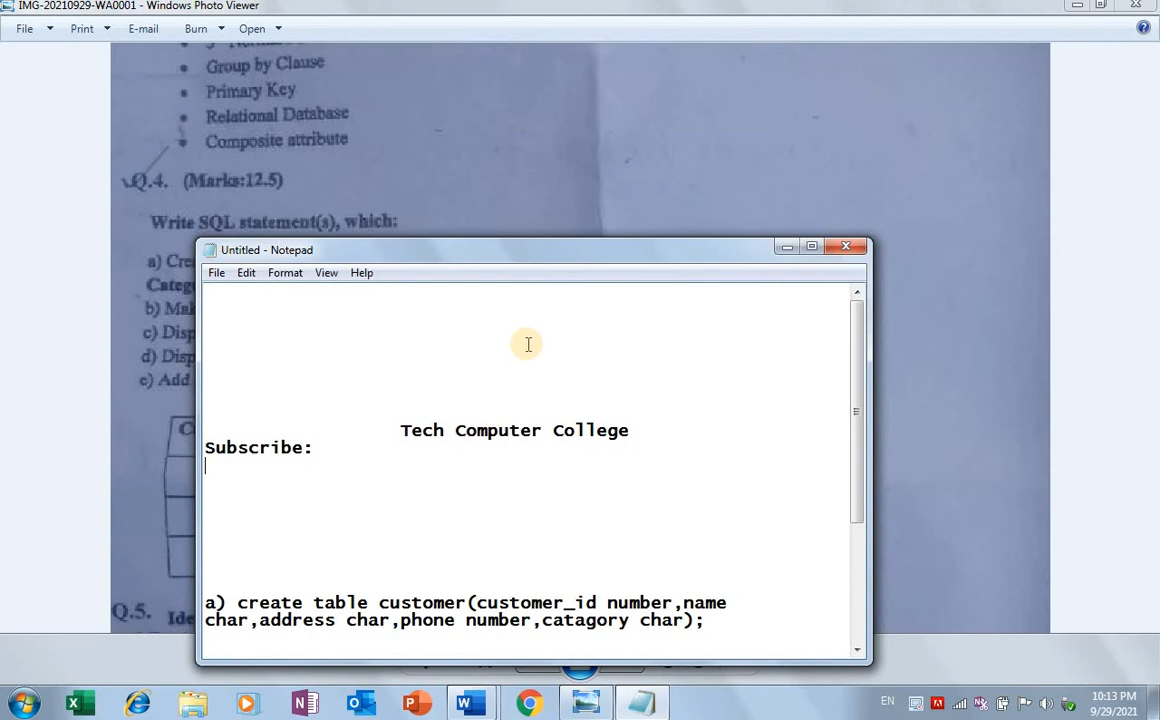 IMG-20210929-WA0001 - Windows Photo Viewer
File Print E-mail Burn Open
Group by Clause
Primary Key
Relational Database
Composite attribute
Q.4. (Marks:12.5)
Write SQL statement(s), which:
a) Cre
Categ
b) Mak
c) Disp
d) Disp
e) Add
C
Q.5. Ide
Untitled - Notepad
File Edit Format View Help
Tech Computer College
Subscribe:
a) create table customer(customer_id number,name
char,address char,phone number,catagory char);
EN
10:13 PM
9/29/2021